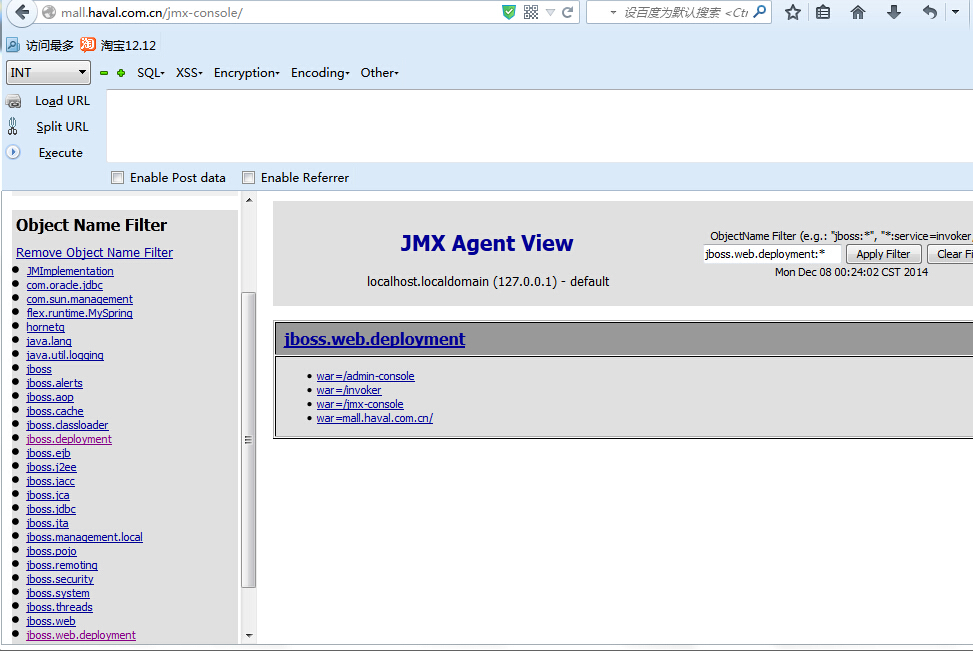 mall.haval.com.cn/jmx-console/
设百度为默认搜索 <Ctr
访问最多 淘 淘宝12.12
INT SQL XSS Encryption Encoding Other
Load URL
Split URL
Execute
Enable Post data Enable Referrer
Object Name Filter
Remove Object Name Filter
JMImplementation
com.oracle.jdbc
com.sun.management
flex.runtime.MySpring
hornetq
java.lang
java.util.logging
jboss
jboss.alerts
jboss.aop
jboss.cache
jboss.classloader
jboss.deployment
jboss.ejb
jboss.j2ee
jboss.jacc
jboss.jca
jboss.jdbc
jboss.jta
jboss.management.local
jboss.pojo
jboss.remoting
jboss.security
jboss.system
jboss.threads
jboss.web
jboss.web.deployment
JMX Agent View
localhost.localdomain (127.0.0.1) - default
ObjectName Filter (e.g.: "jboss:*", "*:service=invoker,
jboss.web.deployment:* Apply Filter Clear Fi
Mon Dec 08 00:24:02 CST 2014
jboss.web.deployment
war=/admin-console
war=/invoker
war=/jmx-console
war=mall.haval.com.cn/